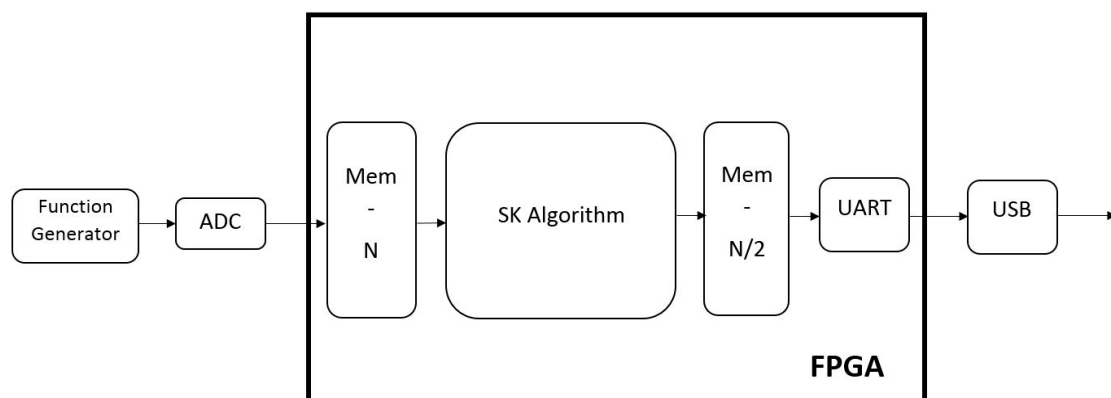 Function
Generator
ADC
Mem
-
N
SK Algorithm
Mem
-
N/2
UART
USB
FPGA